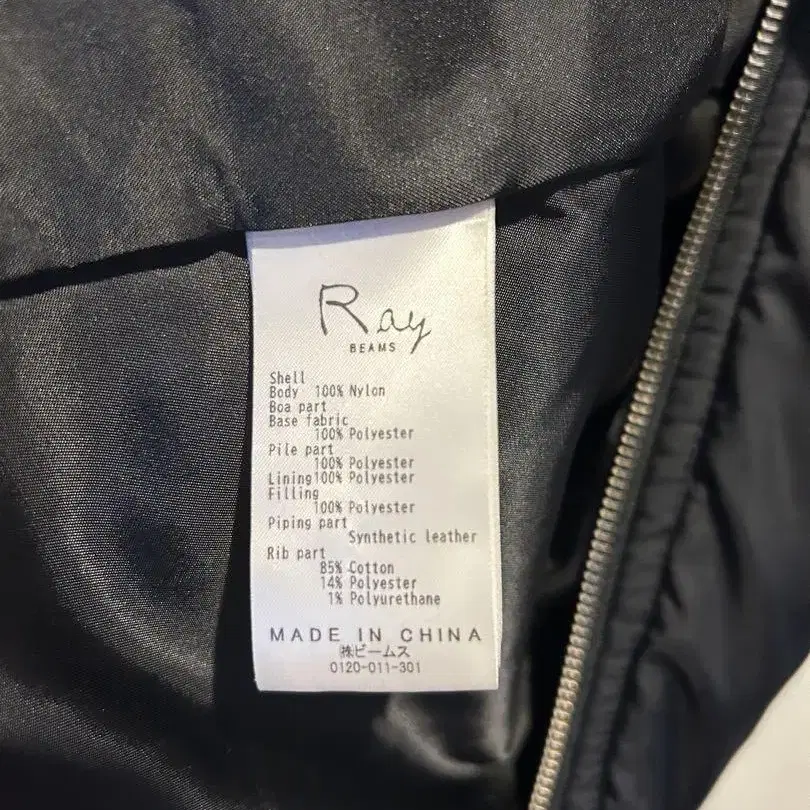 Ray
BEAMS
Shell
Body 100% Nylon
Boa part
Base fabric
100% Polyester
Pile part
100% Polyester
Lining 100% Polyester
Filling
100% Polyester
Piping part
Synthetic leather
Rib part
85% Cotton
14% Polyester
1% Polyurethane
MADE IN CHINA
㈱ビームス
0120-011-301